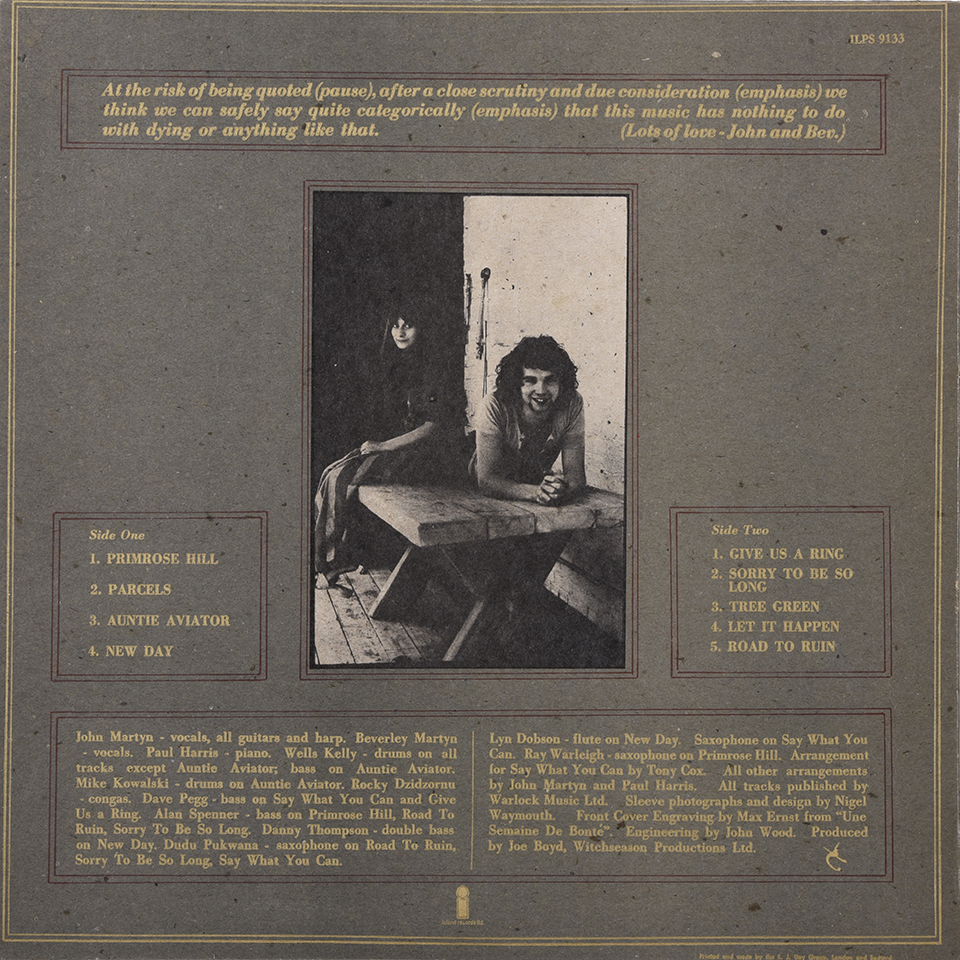 ILPS 9133
At the risk of being quoted (pause), after a close scrutiny and due consideration (emphasis) we
think we can safely say quite categorically (emphasis) that this music has nothing to do
with dying or anything like that. (Lots of love - John and Bev.)
Side One
1. PRIMROSE HILL
2. PARCELS
3. AUNTIE AVIATOR
4. NEW DAY
Side Two
1. GIVE US A RING
2. SORRY TO BE SO
LONG
3. TREE GREEN
4. LET IT HAPPEN
5. ROAD TO RUIN
John Martyn - vocals, all guitars and harp. Beverley Martyn
- vocals. Paul Harris - piano. Wells Kelly - drums on all
tracks except Auntie Aviator; bass on Auntie Aviator.
Mike Kowalski - drums on Auntie Aviator. Rocky Dzidzornu
- congas. Dave Pegg - bass on Say What You Can and Give
Us a Ring. Alan Spenner - bass on Primrose Hill, Road To
Ruin, Sorry To Be So Long. Danny Thompson - double bass
on New Day. Dudu Pukwana - saxophone on Road To Ruin,
Sorry To Be So Long, Say What You Can.
Lyn Dobson - flute on New Day. Saxophone on Say What You
Can. Ray Warleigh - saxophone on Primrose Hill. Arrangement
for Say What You Can by Tony Cox. All other arrangements
by John Martyn and Paul Harris. All tracks published by
Warlock Music Ltd. Sleeve photographs and design by Nigel
Waymouth. Front Cover Engraving by Max Ernst from "Une
Semaine De Bonté". Engineering by John Wood. Produced
by Joe Boyd, Witchseason Productions Ltd.
island records ltd.
Printed and made by the E. J. Day Group, London and Bedford